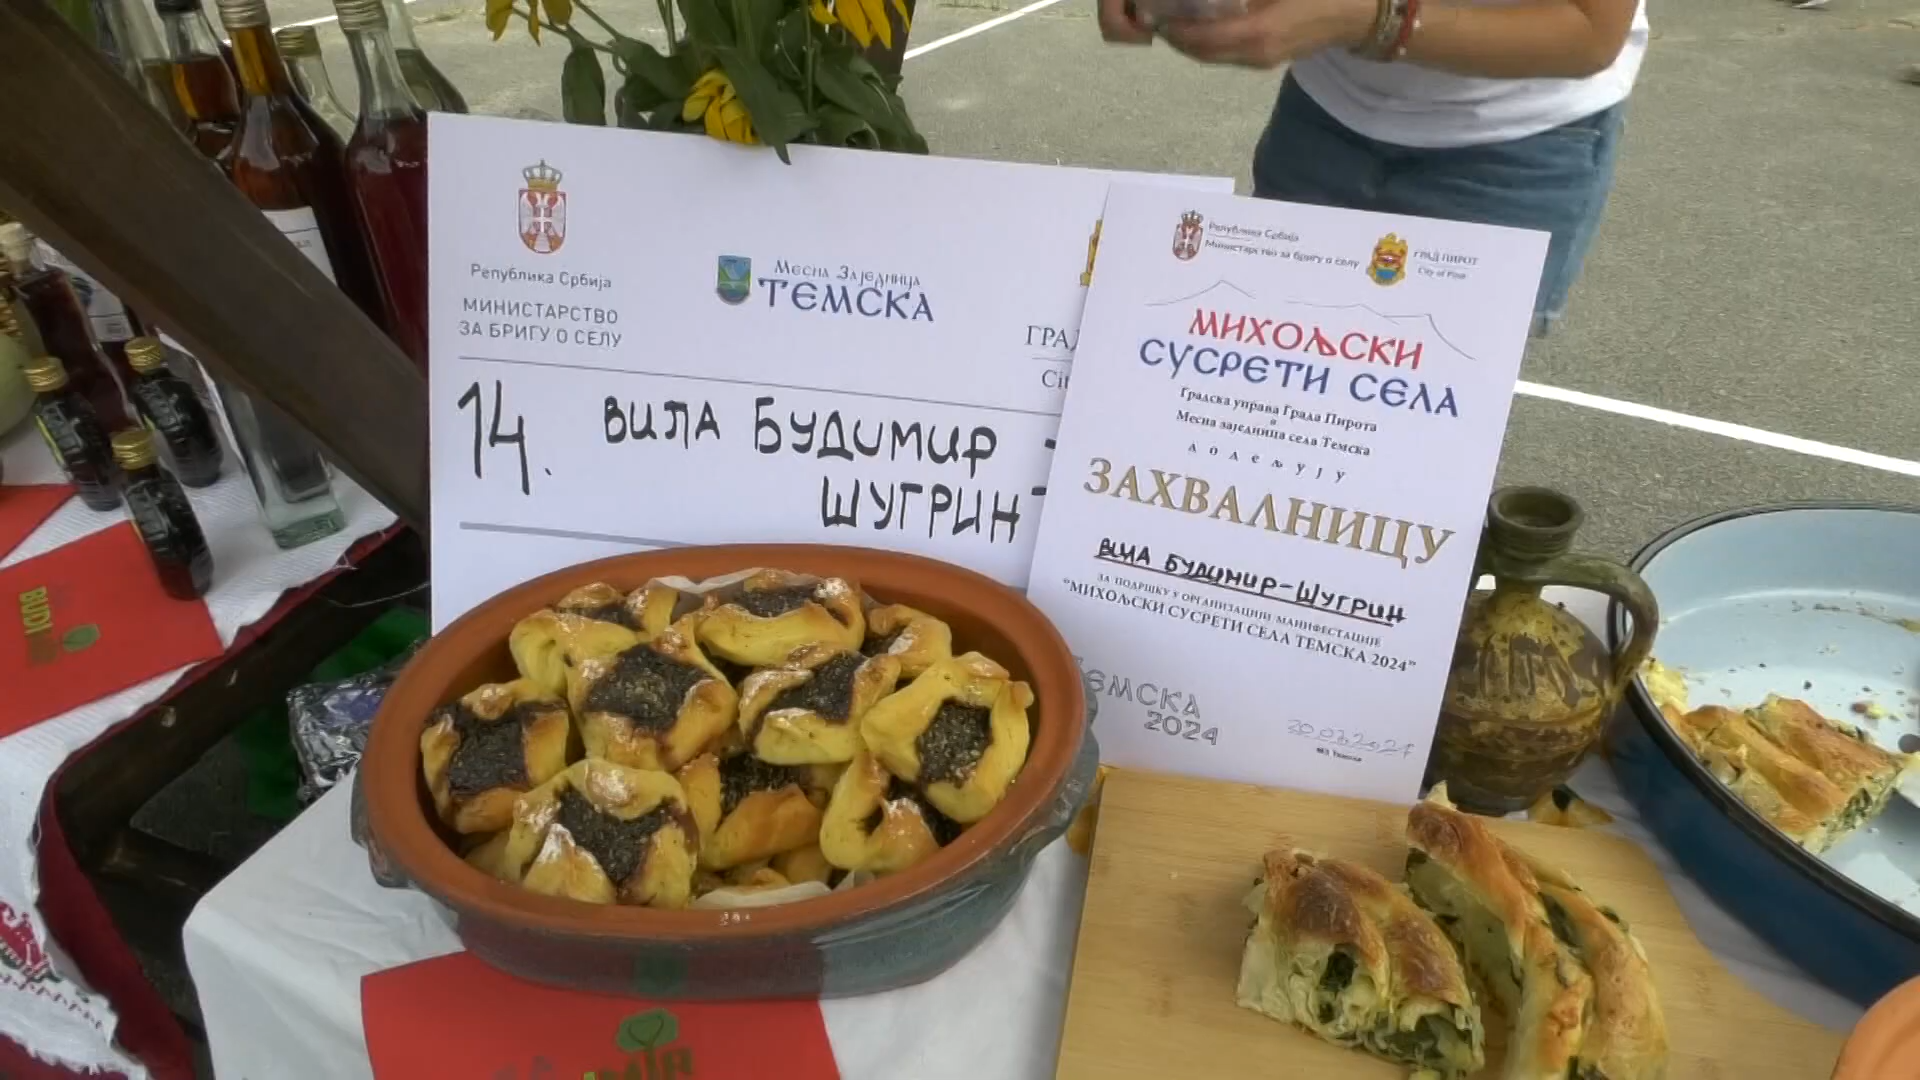 Република Србија
МИНИСТАРСТВО
ЗА БРИГУ О СЕЛУ
Месна Заједница
ТЕМСКА
ГРАД
Cit
14. ВИЛА БУДИМИР -
ШУГРИН -
Република Србија
Министарство за бригу о селу
ГРАД ПИРОТ
City of Pirot
МИХОЉСКИ
СУСРЕТИ СЕЛА
Градска управа Града Пирота
и
Месна заједница села Темска
додељују
ЗАХВАЛНИЦУ
ВИЛА БУДИМИР-ШУГРИН
ЗА ПОДРШКУ У ОРГАНИЗАЦИЈИ МАНИФЕСТАЦИЈЕ
"МИХОЉСКИ СУСРЕТИ СЕЛА ТЕМСКА 2024"
ТЕМСКА
2024
МЗ Темска
BUDI